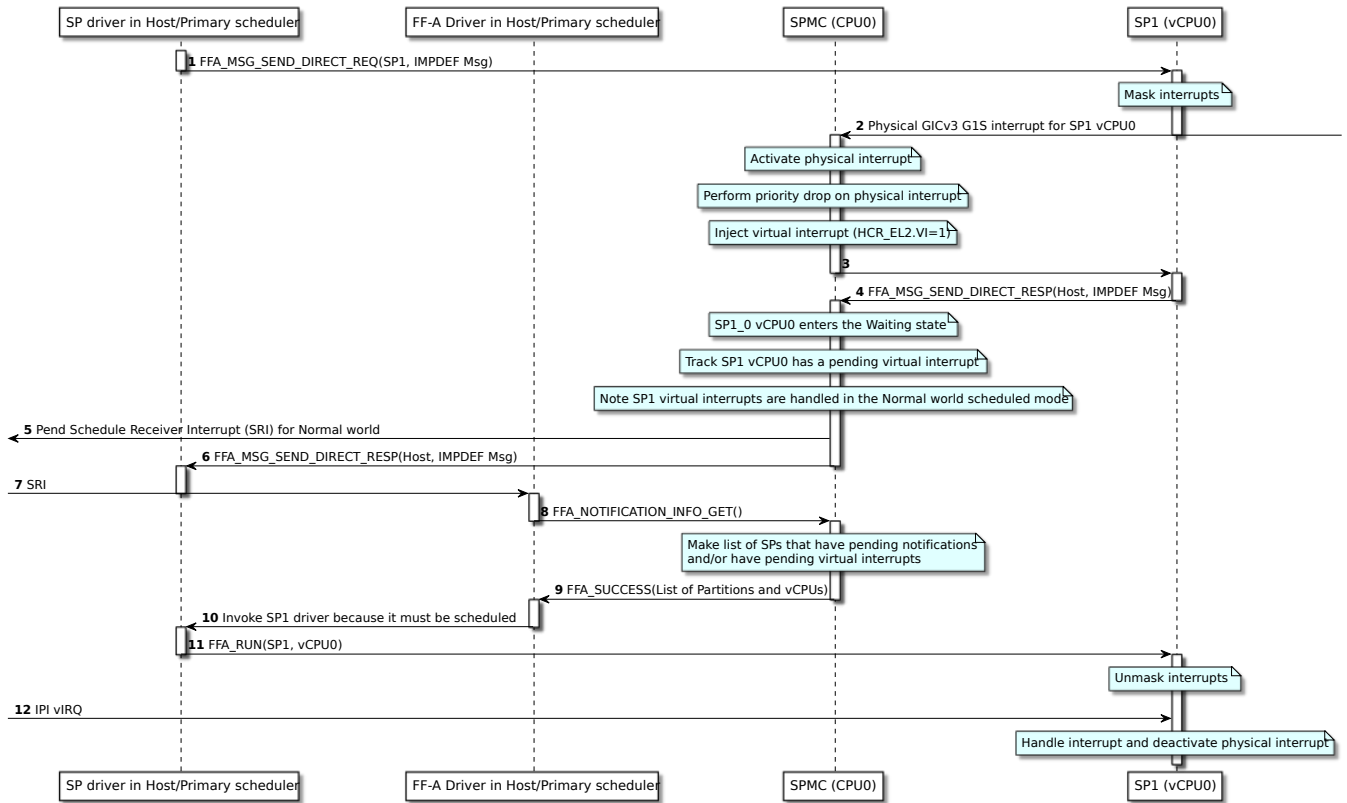 SP driver in Host/Primary scheduler
FF-A Driver in Host/Primary scheduler
SPMC (CPU0)
SP1 (vCPU0)
1 FFA_MSG_SEND_DIRECT_REQ(SP1, IMPDEF Msg)
Mask interrupts
2 Physical GICv3 G1S interrupt for SP1 vCPU0
Activate physical interrupt
Perform priority drop on physical interrupt
Inject virtual interrupt (HCR_EL2.VI=1)
3
4 FFA_MSG_SEND_DIRECT_RESP(Host, IMPDEF Msg)
SP1_0 vCPU0 enters the Waiting state
Track SP1 vCPU0 has a pending virtual interrupt
Note SP1 virtual interrupts are handled in the Normal world scheduled mode
5 Pend Schedule Receiver Interrupt (SRI) for Normal world
6 FFA_MSG_SEND_DIRECT_RESP(Host, IMPDEF Msg)
7 SRI
8 FFA_NOTIFICATION_INFO_GET()
Make list of SPs that have pending notifications
and/or have pending virtual interrupts
9 FFA_SUCCESS(List of Partitions and vCPUs)
10 Invoke SP1 driver because it must be scheduled
11 FFA_RUN(SP1, vCPU0)
Unmask interrupts
12 IPI vIRQ
Handle interrupt and deactivate physical interrupt
SP driver in Host/Primary scheduler
FF-A Driver in Host/Primary scheduler
SPMC (CPU0)
SP1 (vCPU0)